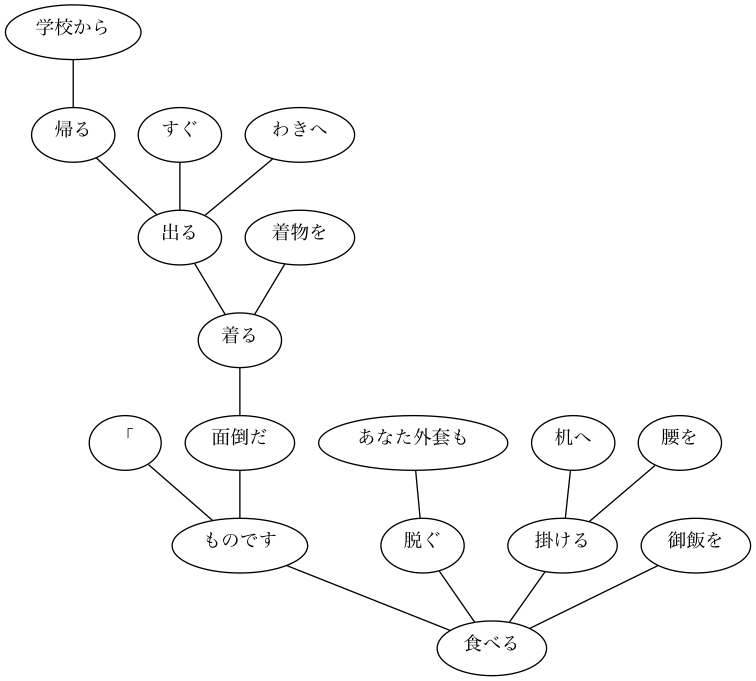 学校から
帰る
すぐ
わきへ
出る
着物を
着る
「
面倒だ
あなた外套も
机へ
腰を
ものです
脱ぐ
掛ける
御飯を
食べる